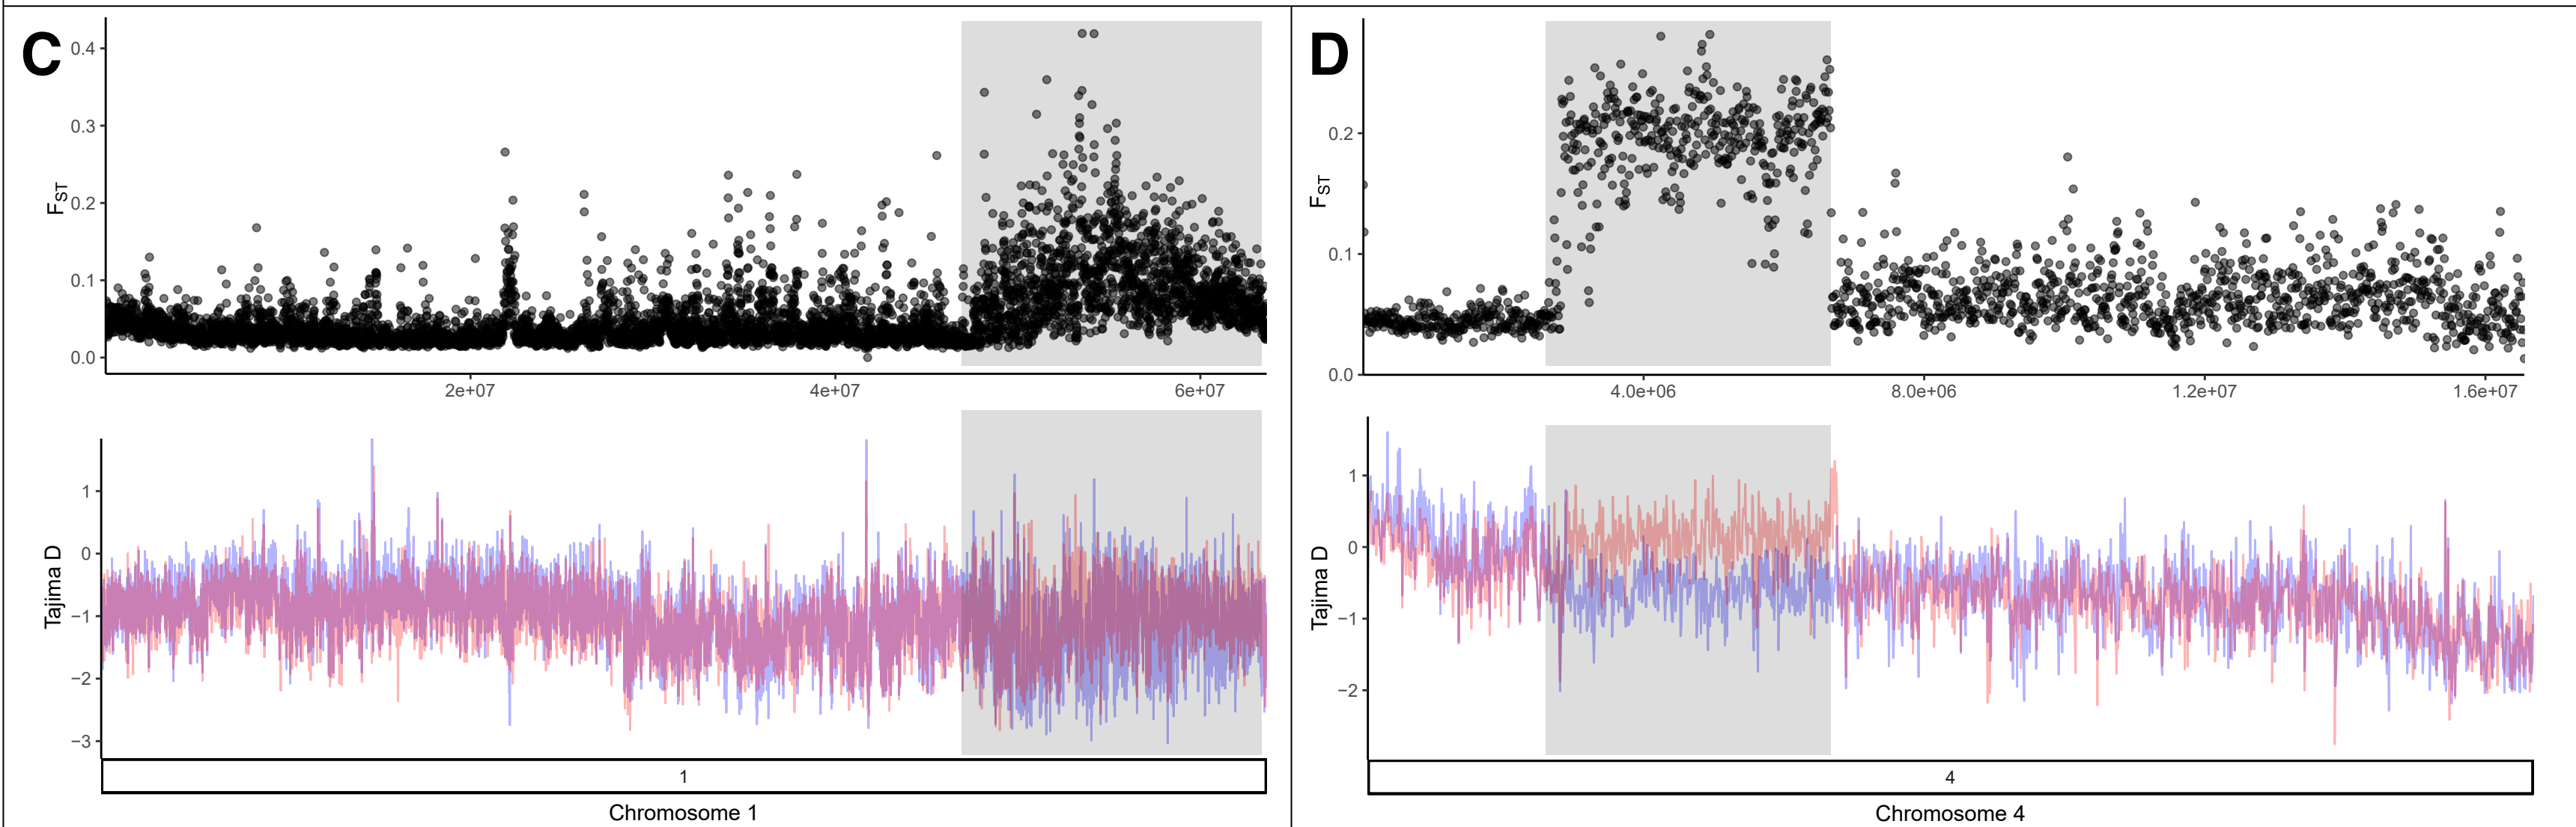 C
0.4
0.3
0.2
0.1
0.0
FST
2e+07
4e+07
6e+07
1
0
−1
−2
−3
Tajima D
1
Chromosome 1
D
0.2
0.1
0.0
FST
4.0e+06
8.0e+06
1.2e+07
1.6e+07
1
0
−1
−2
Tajima D
4
Chromosome 4